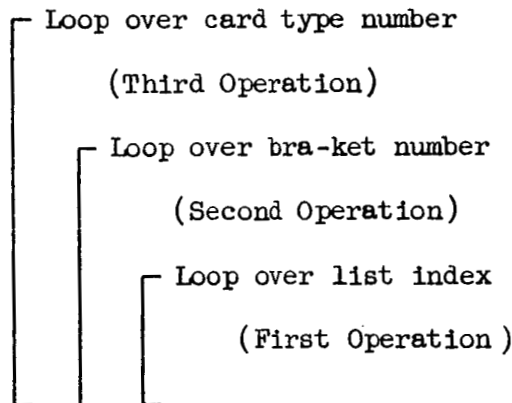 Loop over card type number
(Third Operation)
Loop over bra-ket number
(Second Operation)
Loop over list index
(First Operation)